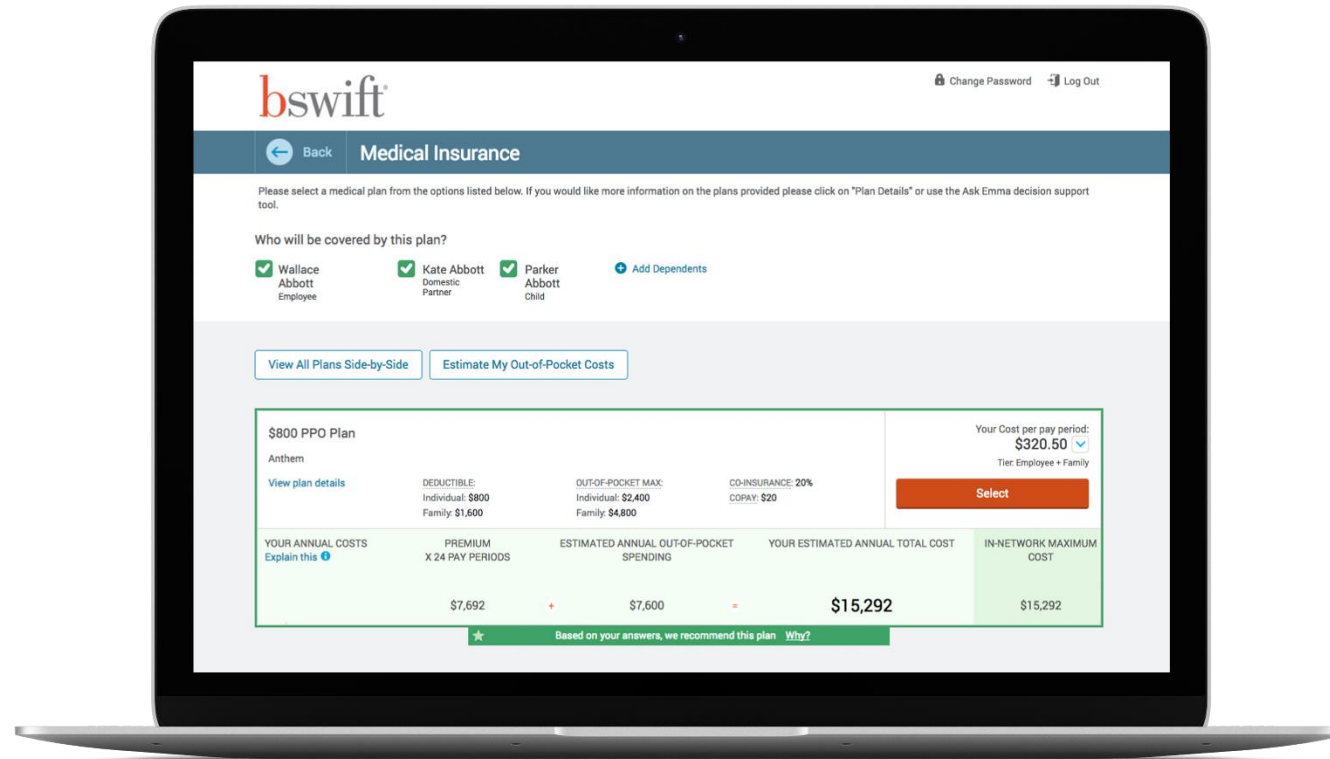 bswift®
Change Password
Log Out
Back
Medical Insurance
Please select a medical plan from the options listed below. If you would like more information on the plans provided please click on "Plan Details" or use the Ask Emma decision support
tool.
Who will be covered by this plan?
Wallace
Abbott
Employee
Kate Abbott
Domestic
Partner
Parker
Abbott
Child
Add Dependents
View All Plans Side-by-Side
Estimate My Out-of-Pocket Costs
$800 PPO Plan
Anthem
View plan details
DEDUCTIBLE:
Individual: $800
Family: $1,600
OUT-OF-POCKET MAX:
Individual: $2,400
Family: $4,800
CO-INSURANCE: 20%
COPAY: $20
Your Cost per pay period:
$320.50
Tier: Employee + Family
Select
YOUR ANNUAL COSTS
Explain this
PREMIUM
X 24 PAY PERIODS
ESTIMATED ANNUAL OUT-OF-POCKET
SPENDING
YOUR ESTIMATED ANNUAL TOTAL COST
IN-NETWORK MAXIMUM
COST
$7,692 + $7,600 = $15,292
$15,292
Based on your answers, we recommend this plan Why?